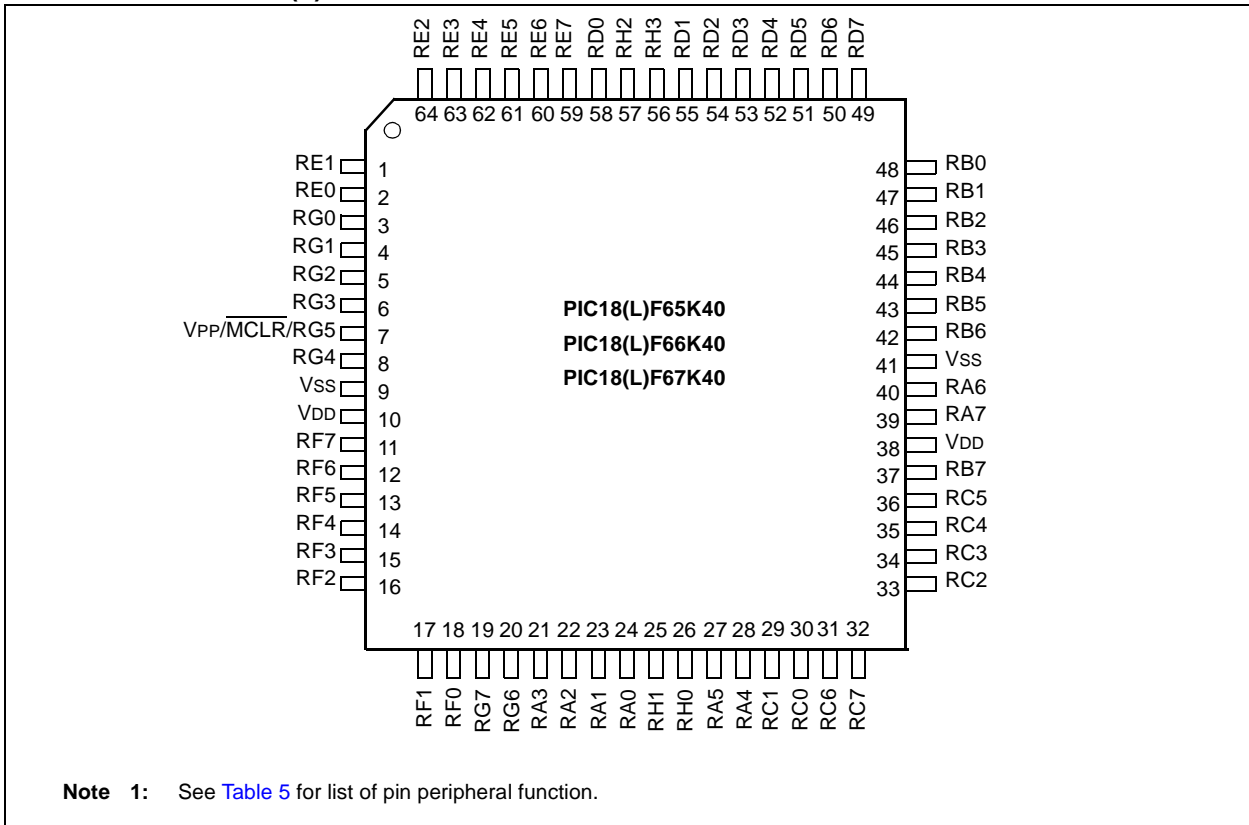 RE2 RE3 RE4 RE5 RE6 RE7 RD0 RH2 RH3 RD1 RD2 RD3 RD4 RD5 RD6 RD7
64 63 62 61 60 59 58 57 56 55 54 53 52 51 50 49
RE1 1 48 RB0
RE0 2 47 RB1
RG0 3 46 RB2
RG1 4 45 RB3
RG2 5 44 RB4
RG3 6 PIC18(L)F65K40 43 RB5
VPP/MCLR/RG5 7 PIC18(L)F66K40 42 RB6
RG4 8 PIC18(L)F67K40 41 VSS
VSS 9 40 RA6
VDD 10 39 RA7
RF7 11 38 VDD
RF6 12 37 RB7
RF5 13 36 RC5
RF4 14 35 RC4
RF3 15 34 RC3
RF2 16 33 RC2
17 18 19 20 21 22 23 24 25 26 27 28 29 30 31 32
RF1 RF0 RG7 RG6 RA3 RA2 RA1 RA0 RH1 RH0 RA5 RA4 RC1 RC0 RC6 RC7
Note 1: See Table 5 for list of pin peripheral function.